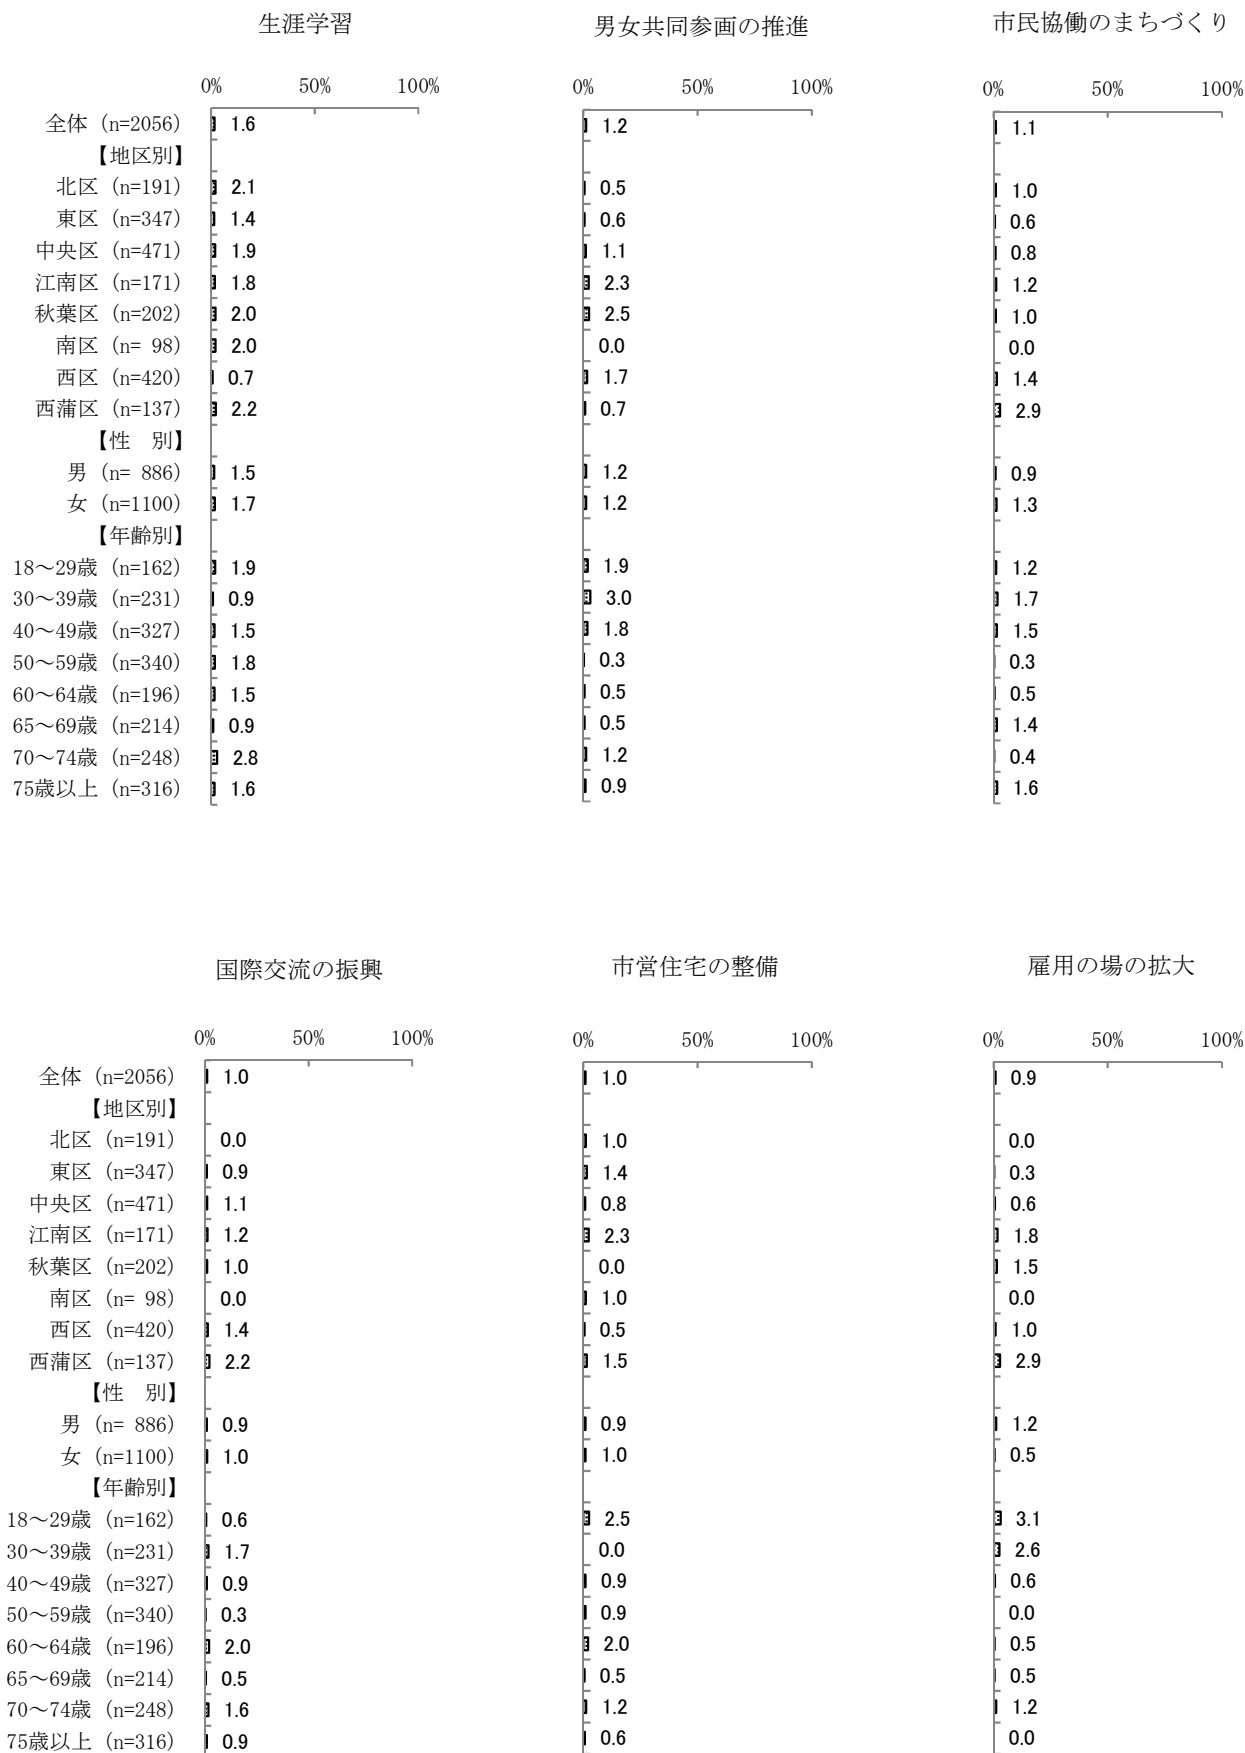 生涯学習 男女共同参画の推進 市民協働のまちづくり
0% 50% 100% 0% 50% 100% 0% 50% 100%
全体 (n=2056) 1.6 1.2 1.1
【地区別】
北区 (n=191) 2.1 0.5 1.0
東区 (n=347) 1.4 0.6 0.6
中央区 (n=471) 1.9 1.1 0.8
江南区 (n=171) 1.8 2.3 1.2
秋葉区 (n=202) 2.0 2.5 1.0
南区 (n= 98) 2.0 0.0 0.0
西区 (n=420) 0.7 1.7 1.4
西蒲区 (n=137) 2.2 0.7 2.9
【性　別】
男 (n= 886) 1.5 1.2 0.9
女 (n=1100) 1.7 1.2 1.3
【年齢別】
18～29歳 (n=162) 1.9 1.9 1.2
30～39歳 (n=231) 0.9 3.0 1.7
40～49歳 (n=327) 1.5 1.8 1.5
50～59歳 (n=340) 1.8 0.3 0.3
60～64歳 (n=196) 1.5 0.5 0.5
65～69歳 (n=214) 0.9 0.5 1.4
70～74歳 (n=248) 2.8 1.2 0.4
75歳以上 (n=316) 1.6 0.9 1.6
国際交流の振興 市営住宅の整備 雇用の場の拡大
0% 50% 100% 0% 50% 100% 0% 50% 100%
全体 (n=2056) 1.0 1.0 0.9
【地区別】
北区 (n=191) 0.0 1.0 0.0
東区 (n=347) 0.9 1.4 0.3
中央区 (n=471) 1.1 0.8 0.6
江南区 (n=171) 1.2 2.3 1.8
秋葉区 (n=202) 1.0 0.0 1.5
南区 (n= 98) 0.0 1.0 0.0
西区 (n=420) 1.4 0.5 1.0
西蒲区 (n=137) 2.2 1.5 2.9
【性　別】
男 (n= 886) 0.9 0.9 1.2
女 (n=1100) 1.0 1.0 0.5
【年齢別】
18～29歳 (n=162) 0.6 2.5 3.1
30～39歳 (n=231) 1.7 0.0 2.6
40～49歳 (n=327) 0.9 0.9 0.6
50～59歳 (n=340) 0.3 0.9 0.0
60～64歳 (n=196) 2.0 2.0 0.5
65～69歳 (n=214) 0.5 0.5 0.5
70～74歳 (n=248) 1.6 1.2 1.2
75歳以上 (n=316) 0.9 0.6 0.0